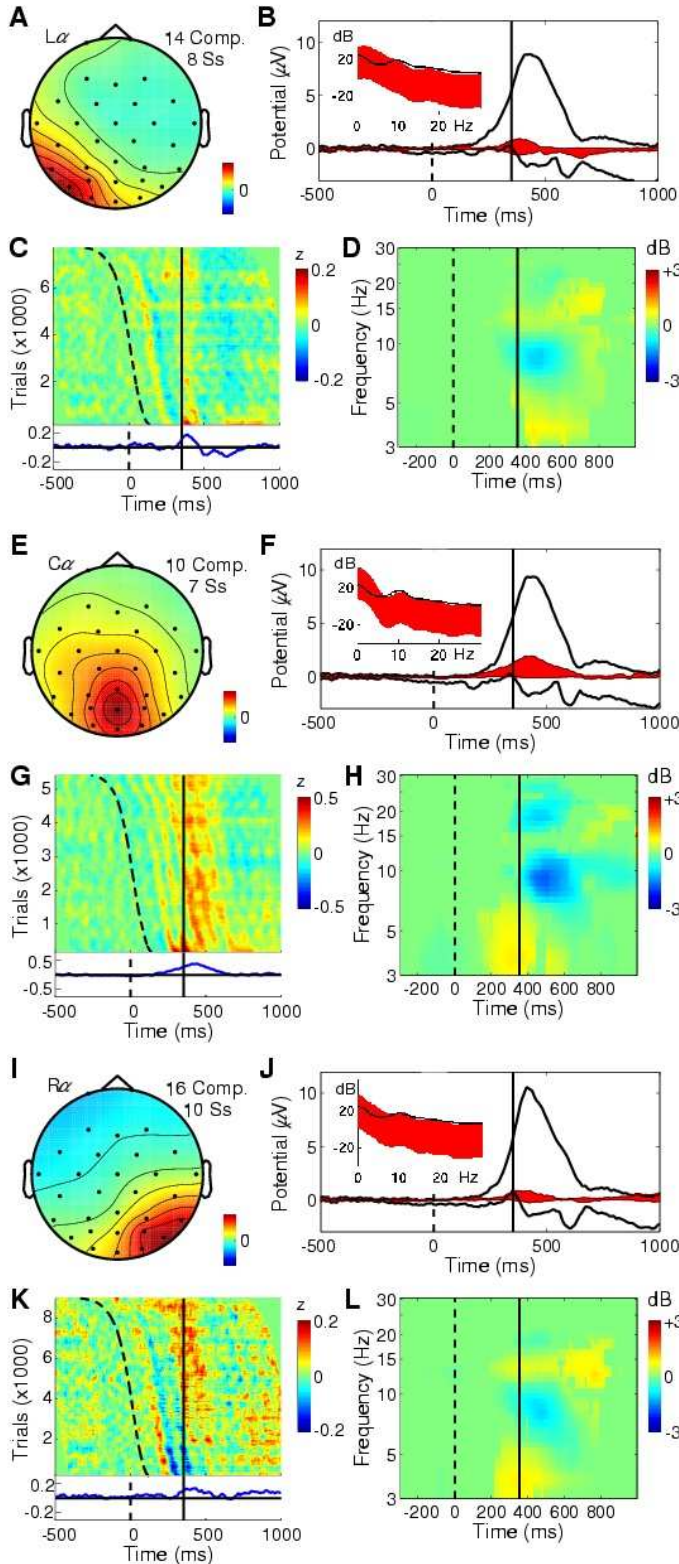 A
Lα
14 Comp.
8 Ss
0
B
Potential (µV)
10
5
0
dB
20
-20
10 20 Hz
-500 0 500 1000
Time (ms)
C
Trials (x1000)
6
4
2
z
0.2
0
-0.2
0.2
-0.2
-500 0 500 1000
Time (ms)
D
Frequency (Hz)
30
20
15
10
5
3
dB
+3
0
-3
-200 0 200 400 600 800
Time (ms)
E
Cα
10 Comp.
7 Ss
0
F
Potential (µV)
10
5
0
dB
20
-20
0 10 20 Hz
-500 0 500 1000
Time (ms)
G
Trials (x1000)
5
4
3
2
1
z
0.5
0
-0.5
0.5
-0.5
-500 0 500 1000
Time (ms)
H
Frequency (Hz)
30
20
15
10
5
3
dB
+3
0
-3
-200 0 200 400 600 800
Time (ms)
I
Rα
16 Comp.
10 Ss
0
J
Potential (µV)
10
5
0
dB
20
-20
0 10 20 Hz
-500 0 500 1000
Time (ms)
K
Trials (x1000)
8
6
4
2
z
0.2
0
-0.2
0.2
-0.2
-500 0 500 1000
Time (ms)
L
Frequency (Hz)
30
20
15
10
5
3
dB
+3
0
-3
-200 0 200 400 600 800
Time (ms)